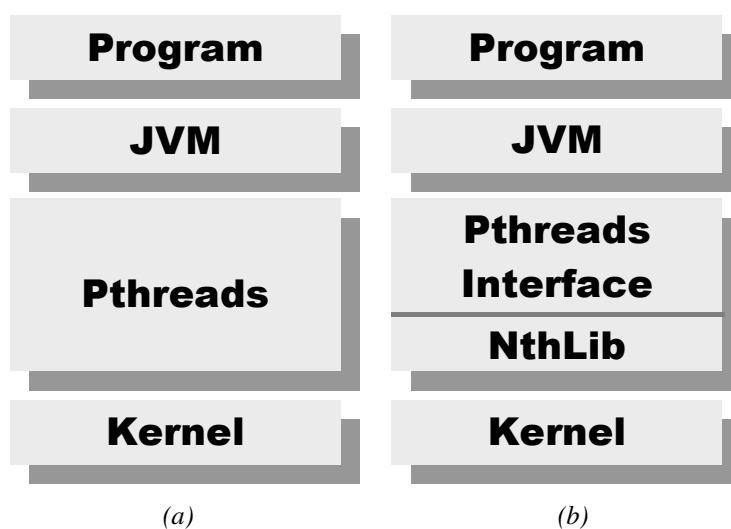 Program
JVM
Pthreads
Kernel
(a)
Program
JVM
Pthreads
Interface
NthLib
Kernel
(b)